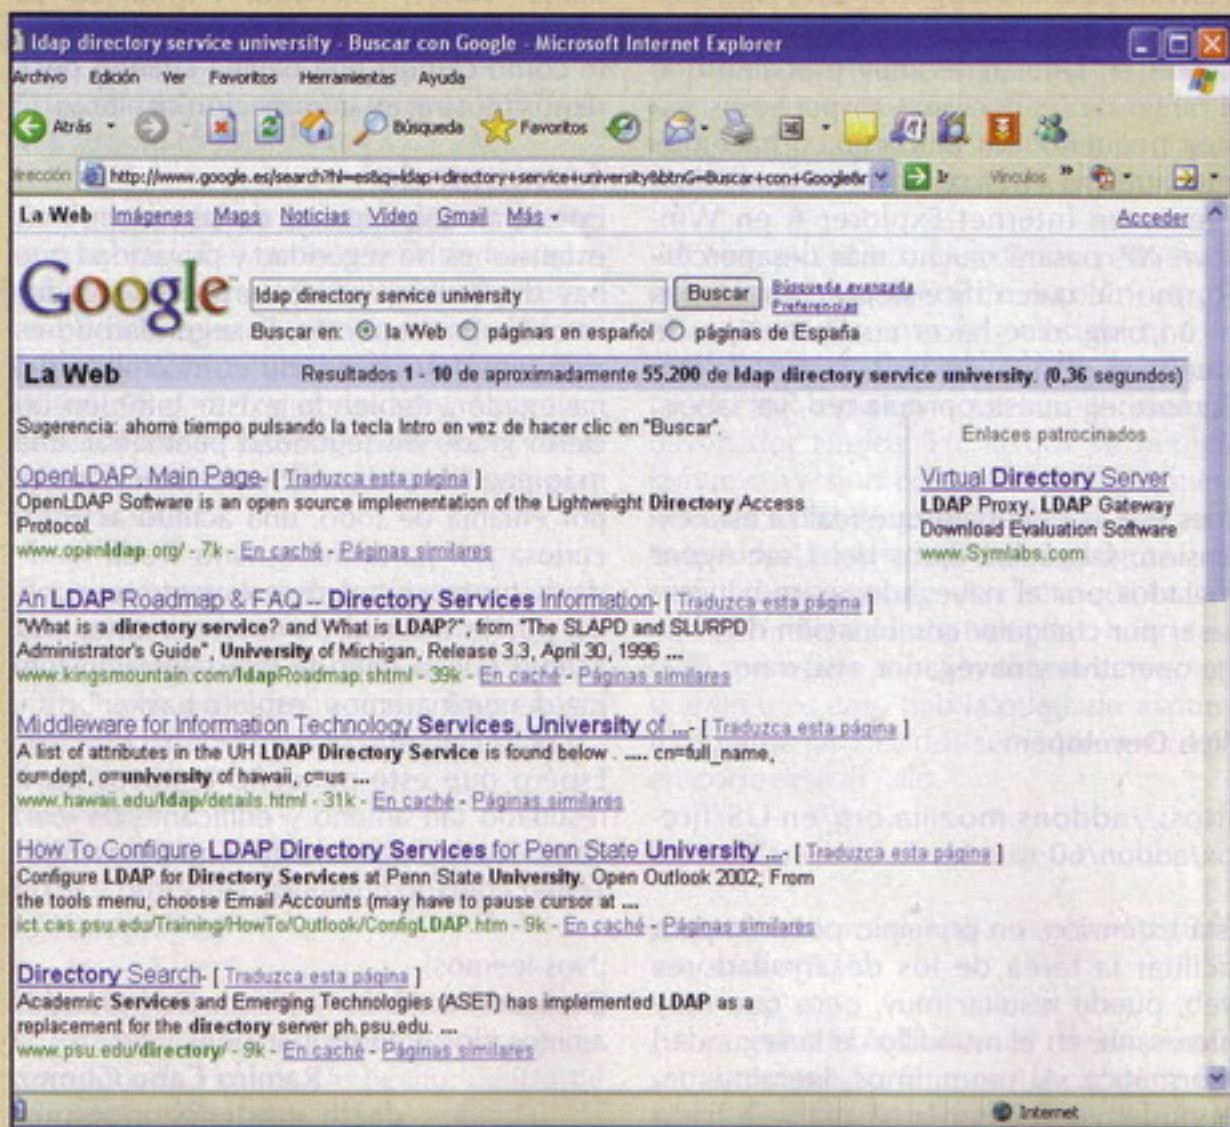 ldap directory service university - Buscar con Google - Microsoft Internet Explorer
Archivo Edición Ver Favoritos Herramientas Ayuda
Atrás Búsqueda Favoritos
http://www.google.es/search?hl=es&q=ldap+directory+service+university&btnG=Buscar+con+Google&r Ir Vínculos »
La Web Imágenes Maps Noticias Vídeo Gmail Más Acceder
Google ldap directory service university Buscar Búsqueda avanzada
Preferencias
Buscar en: la Web páginas en español páginas de España
La Web Resultados 1 - 10 de aproximadamente 55.200 de ldap directory service university. (0,36 segundos)
Sugerencia: ahorre tiempo pulsando la tecla Intro en vez de hacer clic en "Buscar".
Enlaces patrocinados
Virtual Directory Server
LDAP Proxy, LDAP Gateway
Download Evaluation Software
www.Symlabs.com
OpenLDAP, Main Page- [ Traduzca esta página ]
OpenLDAP Software is an open source implementation of the Lightweight Directory Access
Protocol
www.openldap.org/ - 7k - En caché - Páginas similares
An LDAP Roadmap & FAQ -- Directory Services Information- [ Traduzca esta página ]
"What is a directory service? and What is LDAP?", from "The SLAPD and SLURPD
Administrator's Guide", University of Michigan, Release 3.3, April 30, 1996 ...
www.kingsmountain.com/ldapRoadmap.shtml - 39k - En caché - Páginas similares
Middleware for Information Technology Services, University of ...- [ Traduzca esta página ]
A list of attributes in the UH LDAP Directory Service is found below . .... cn=full_name,
ou=dept, o=university of hawaii, c=us ...
www.hawaii.edu/ldap/details.html - 31k - En caché - Páginas similares
How To Configure LDAP Directory Services for Penn State University ...- [ Traduzca esta página ]
Configure LDAP for Directory Services at Penn State University. Open Outlook 2002; From
the tools menu, choose Email Accounts (may have to pause cursor at ...
ict.cas.psu.edu/Training/HowTo/Outlook/ConfigLDAP.htm - 9k - En caché - Páginas similares
Directory Search- [ Traduzca esta página ]
Academic Services and Emerging Technologies (ASET) has implemented LDAP as a
replacement for the directory server ph.psu.edu. ...
www.psu.edu/directory/ - 9k - En caché - Páginas similares
Internet